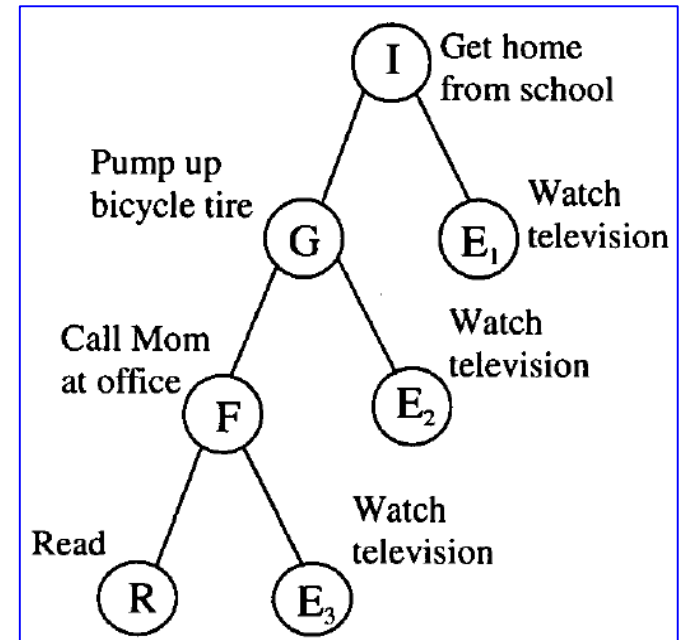 I
Get home
from school
Pump up
bicycle tire
G
E₁
Watch
television
Call Mom
at office
F
E₂
Watch
television
Read
R
E₃
Watch
television